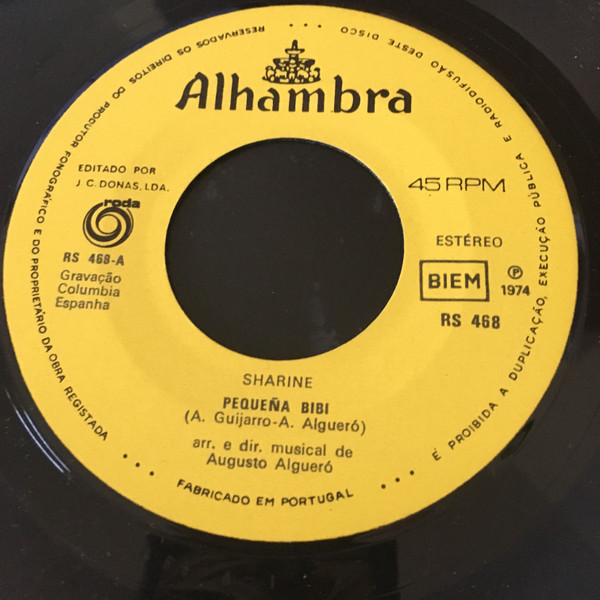 Alhambra
EDITADO POR
J. C. DONAS, LDA.
roda
RS 468-A
Gravação
Columbia
Espanha
45 RPM
ESTÉREO
BIEM
Ⓟ
1974
RS 468
SHARINE
PEQUEÑA BIBI
(A. Guijarro-A. Algueró)
arr. e dir. musical de
Augusto Algueró
RESERVADOS OS DIREITOS DO PRODUTOR FONOGRÁFICO E DO PROPRIETÁRIO DA OBRA REGISTADA ...
FABRICADO EM PORTUGAL ...
É PROIBIDA A DUPLICAÇÃO, EXECUÇÃO PÚBLICA E RADIODIFUSÃO DESTE DISCO ...